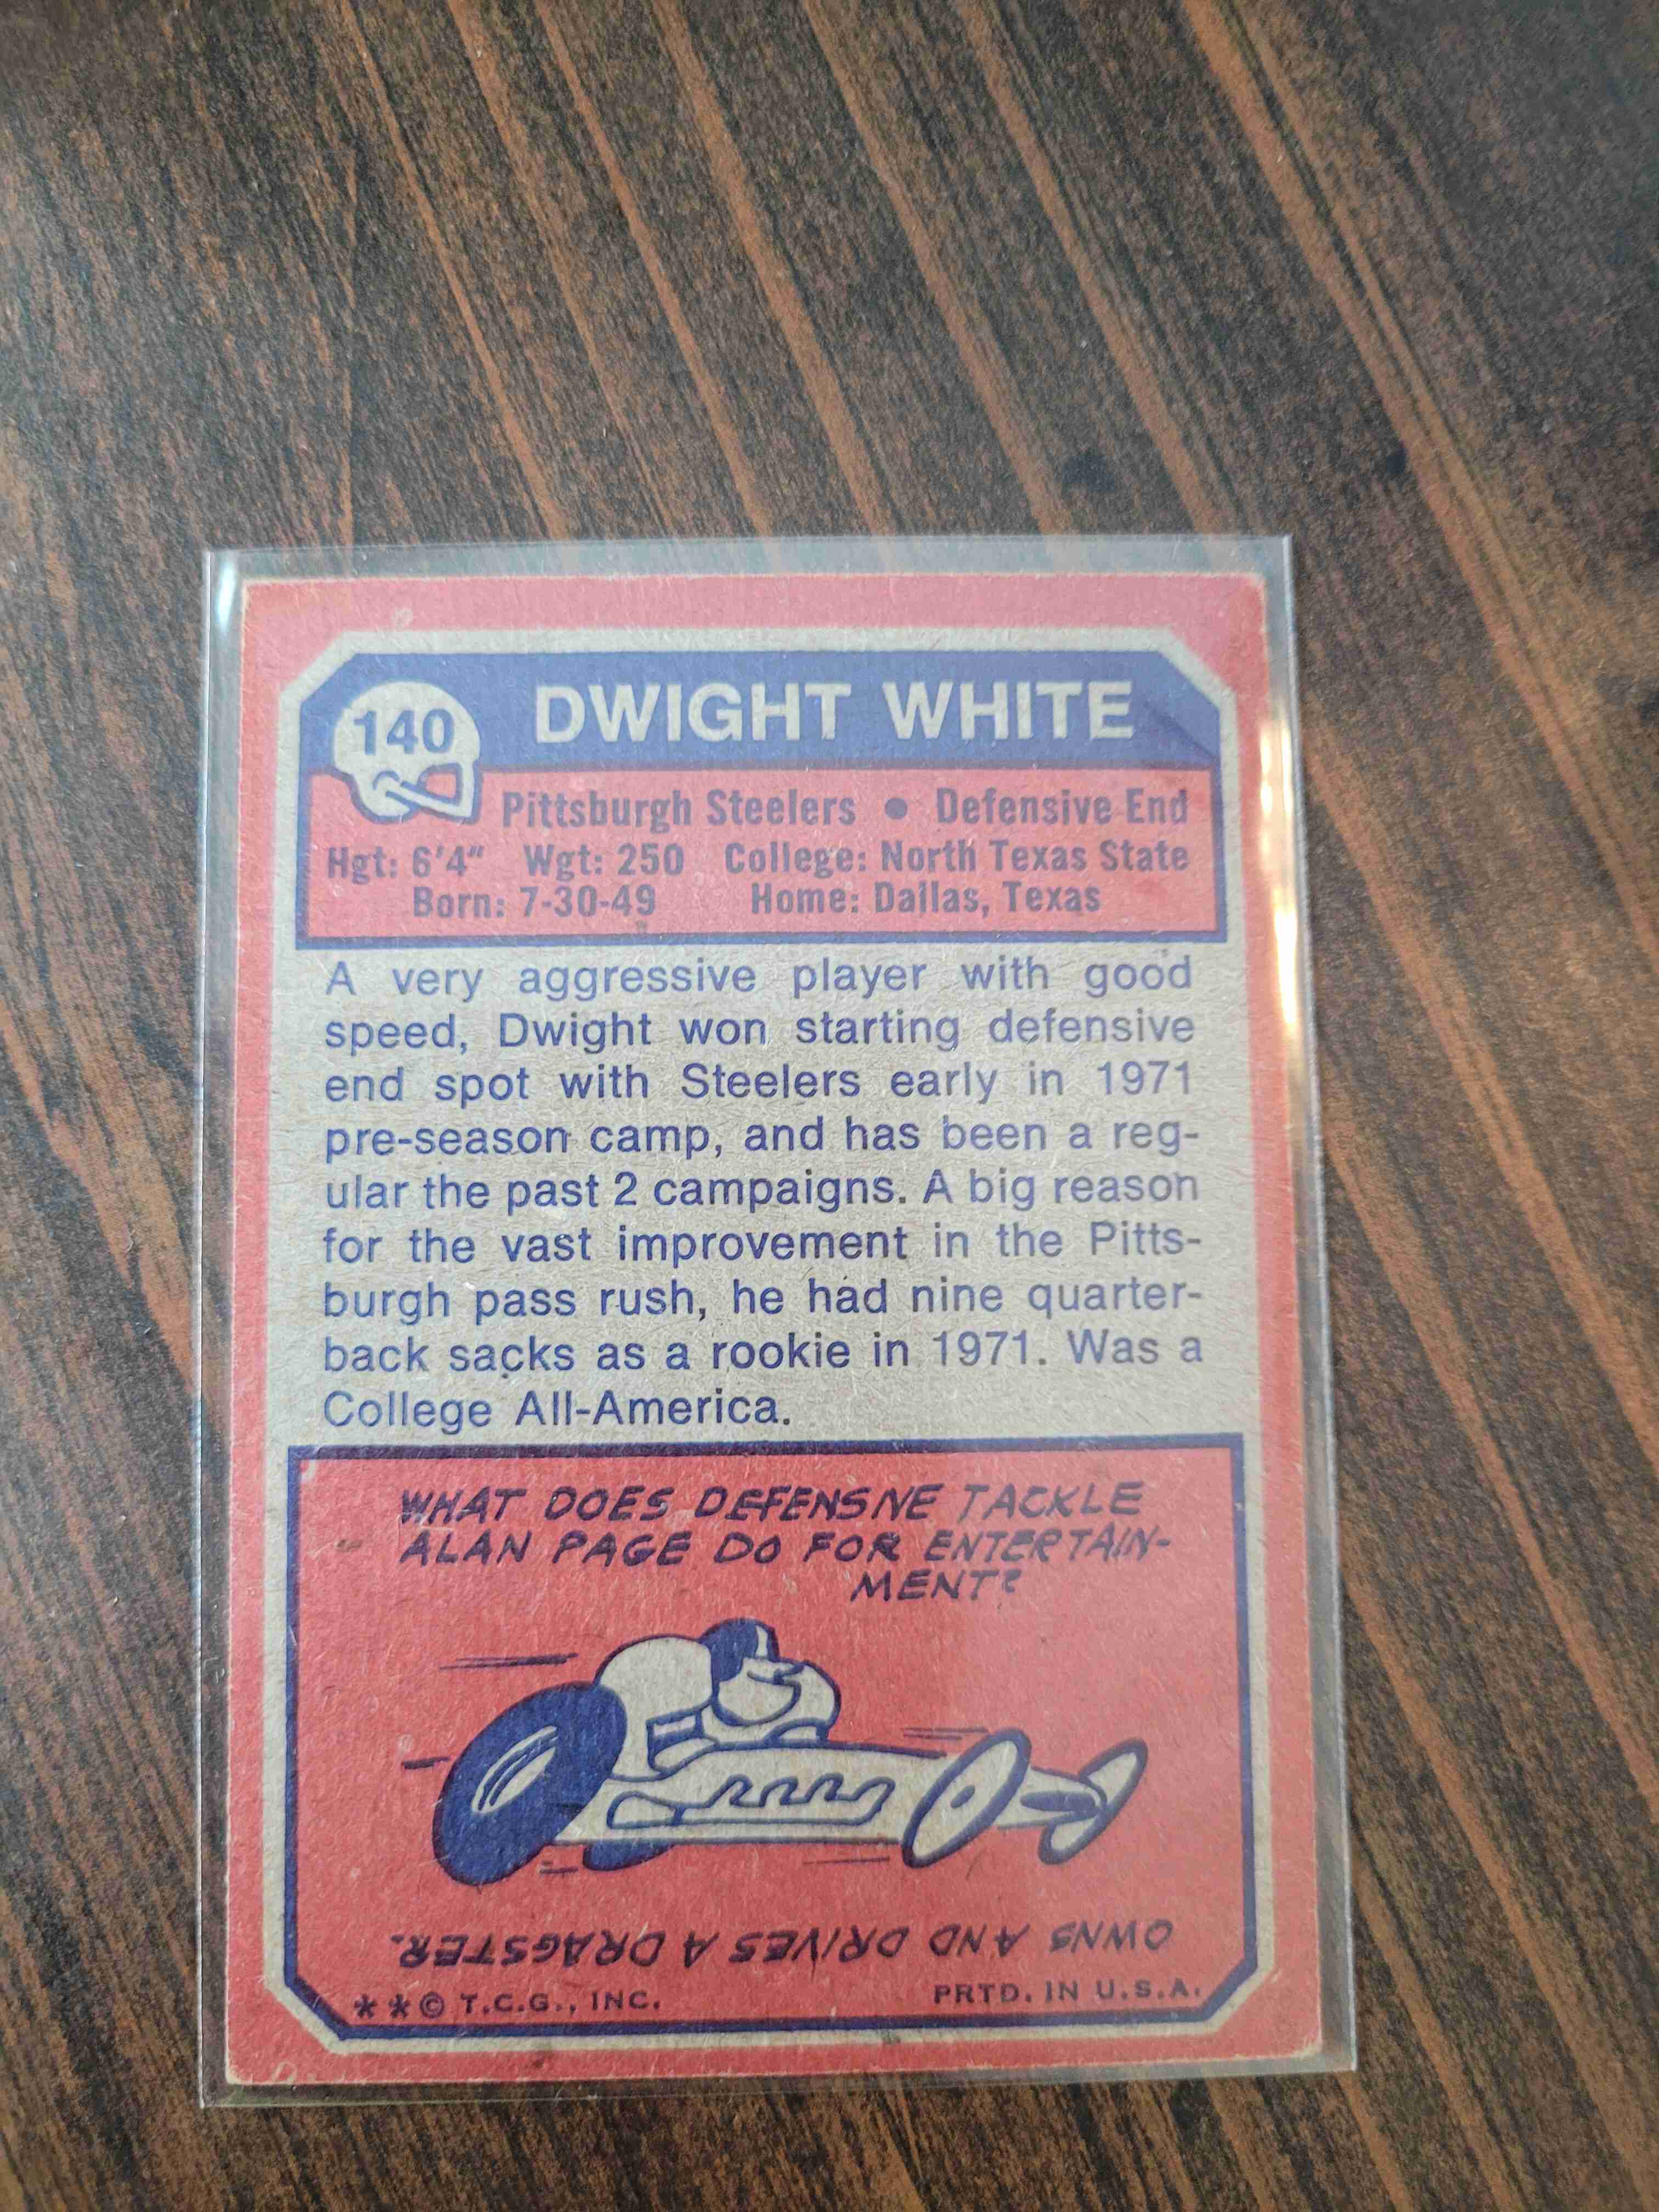 140
DWIGHT WHITE
Pittsburgh Steelers • Defensive End
Hgt: 6'4" Wgt: 250 College: North Texas State
Born: 7-30-49 Home: Dallas, Texas
A very aggressive player with good
speed, Dwight won starting defensive
end spot with Steelers early in 1971
pre-season camp, and has been a reg-
ular the past 2 campaigns. A big reason
for the vast improvement in the Pitts-
burgh pass rush, he had nine quarter-
back sacks as a rookie in 1971. Was a
College All-America.
WHAT DOES DEFENSIVE TACKLE
ALAN PAGE DO FOR ENTERTAIN-
MENT?
OWNS AND DRIVES A DRAGSTER.
**© T.C.G., INC. PRTD. IN U.S.A.